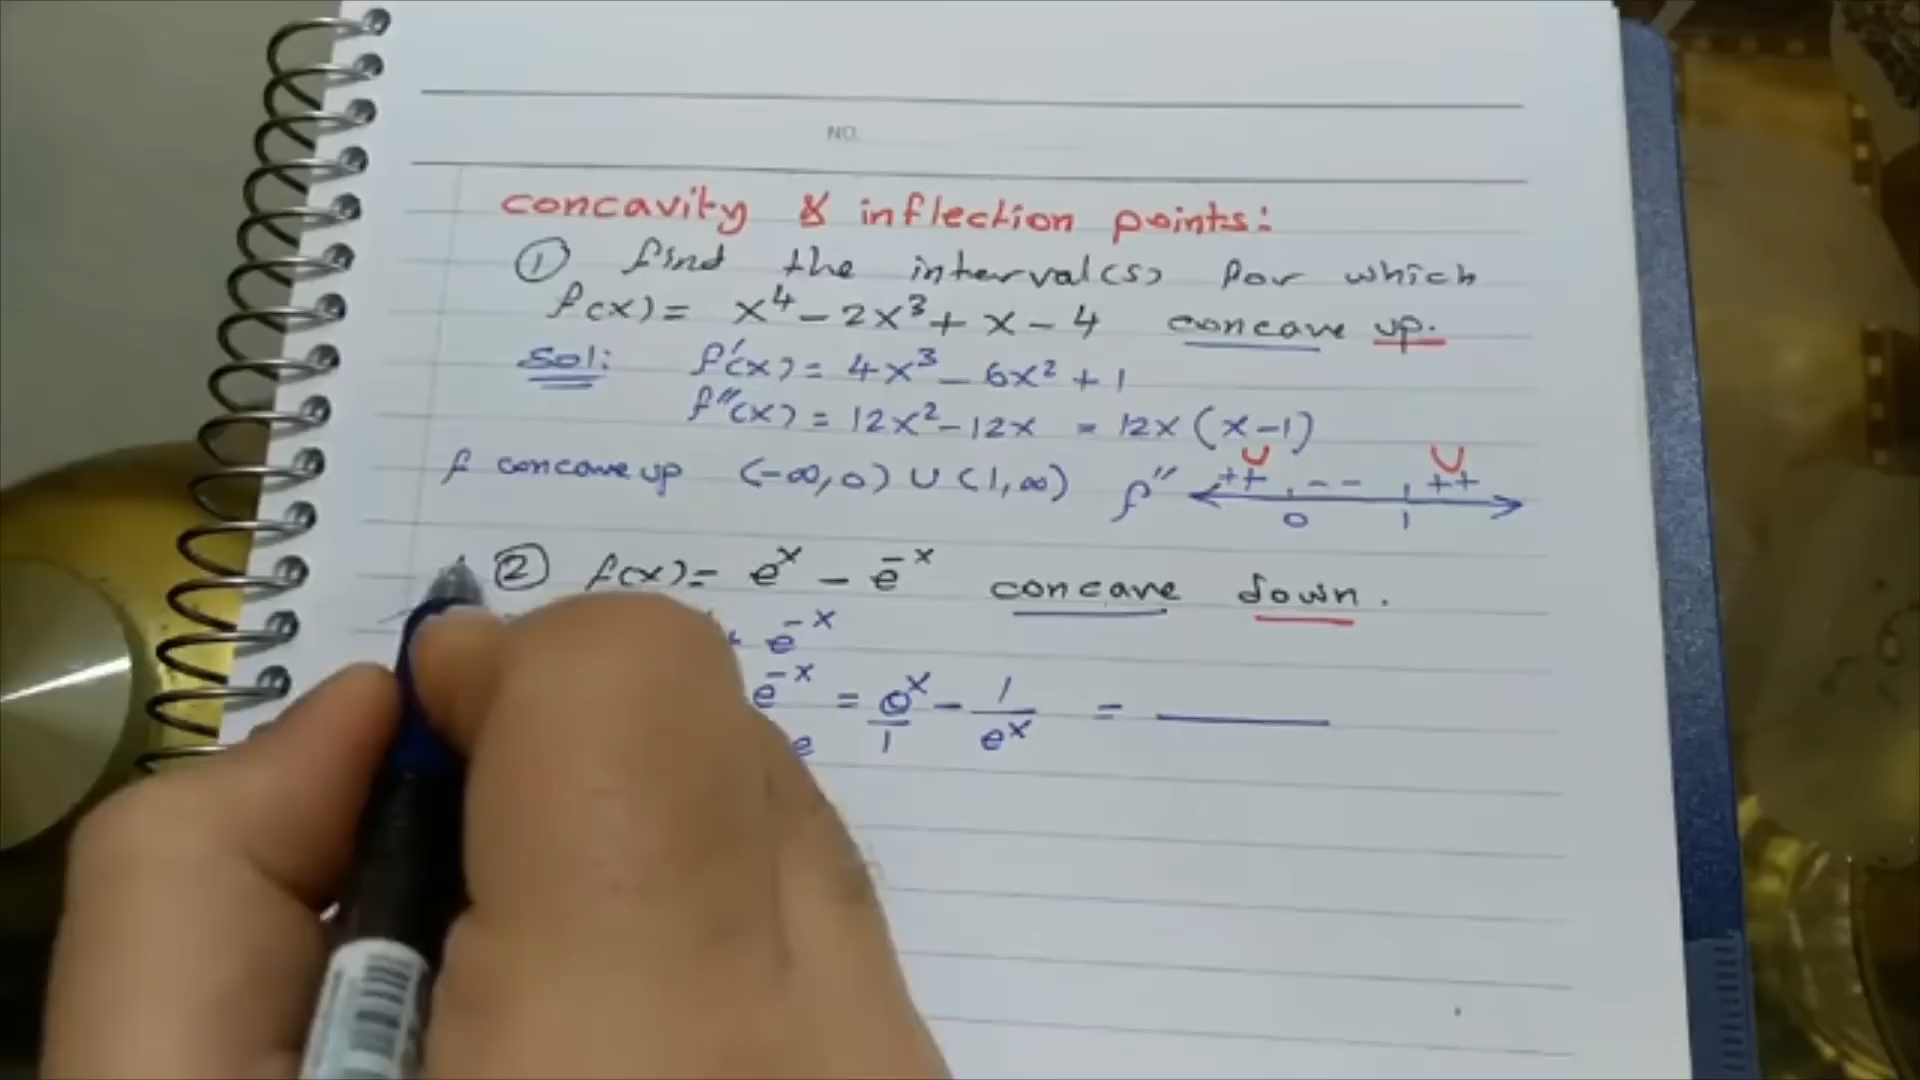 NO.
concavity & inflection points:
① find the interval(s) for which
f(x) = x⁴ - 2x³ + x - 4 concave up.
Sol: f'(x) = 4x³ - 6x² + 1
f''(x) = 12x² - 12x = 12x (x-1)
f concave up (-∞,0) ∪ (1,∞) f'' ++ - - ++
0 1
② f(x) = eˣ - e⁻ˣ concave down.
+ e⁻ˣ
e⁻ˣ = eˣ/1 - 1/eˣ =